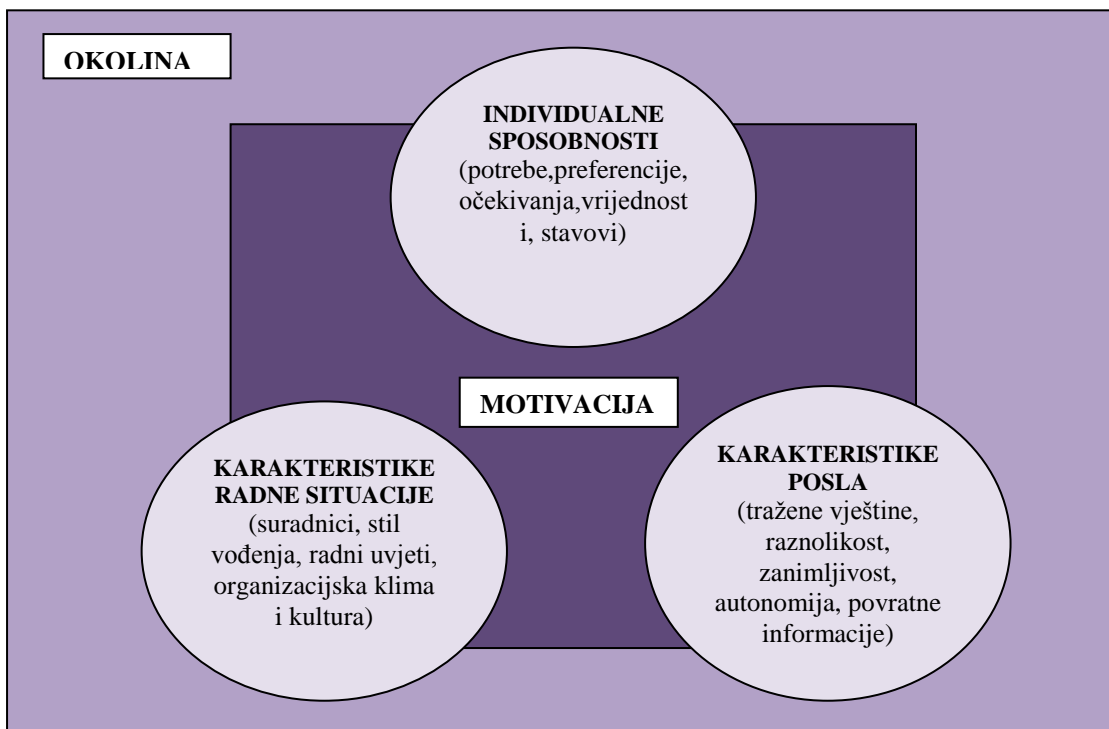 OKOLINA
INDIVIDUALNE
SPOSOBNOSTI
(potrebe,preferencije,
očekivanja,vrijednost
i, stavovi)
MOTIVACIJA
KARAKTERISTIKE
RADNE SITUACIJE
(suradnici, stil
vođenja, radni uvjeti,
organizacijska klima
i kultura)
KARAKTERISTIKE
POSLA
(tražene vještine,
raznolikost,
zanimljivost,
autonomija, povratne
informacije)